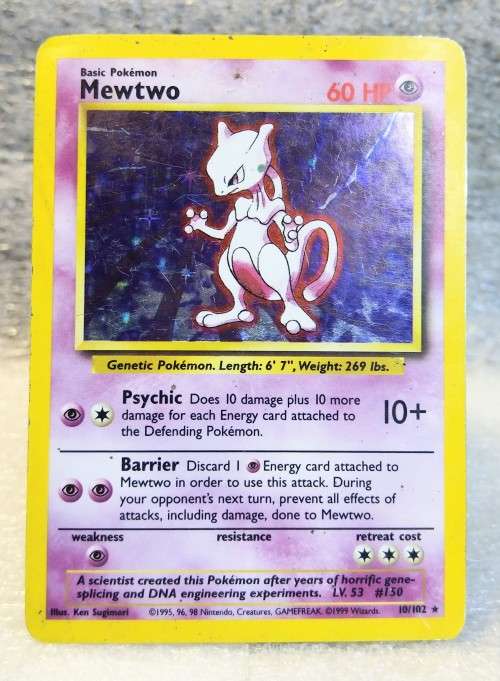 Basic Pokémon
Mewtwo 60 HP
Genetic Pokémon. Length: 6' 7", Weight: 269 lbs.
Psychic Does 10 damage plus 10 more
damage for each Energy card attached to
the Defending Pokémon.
10+
Barrier Discard 1 Energy card attached to
Mewtwo in order to use this attack. During
your opponent's next turn, prevent all effects of
attacks, including damage, done to Mewtwo.
weakness resistance retreat cost
A scientist created this Pokémon after years of horrific gene-
splicing and DNA engineering experiments. LV. 53 #150
Illus. Ken Sugimori ©1995, 96, 98 Nintendo, Creatures, GAMEFREAK. ©1999 Wizards. 10/102 ★